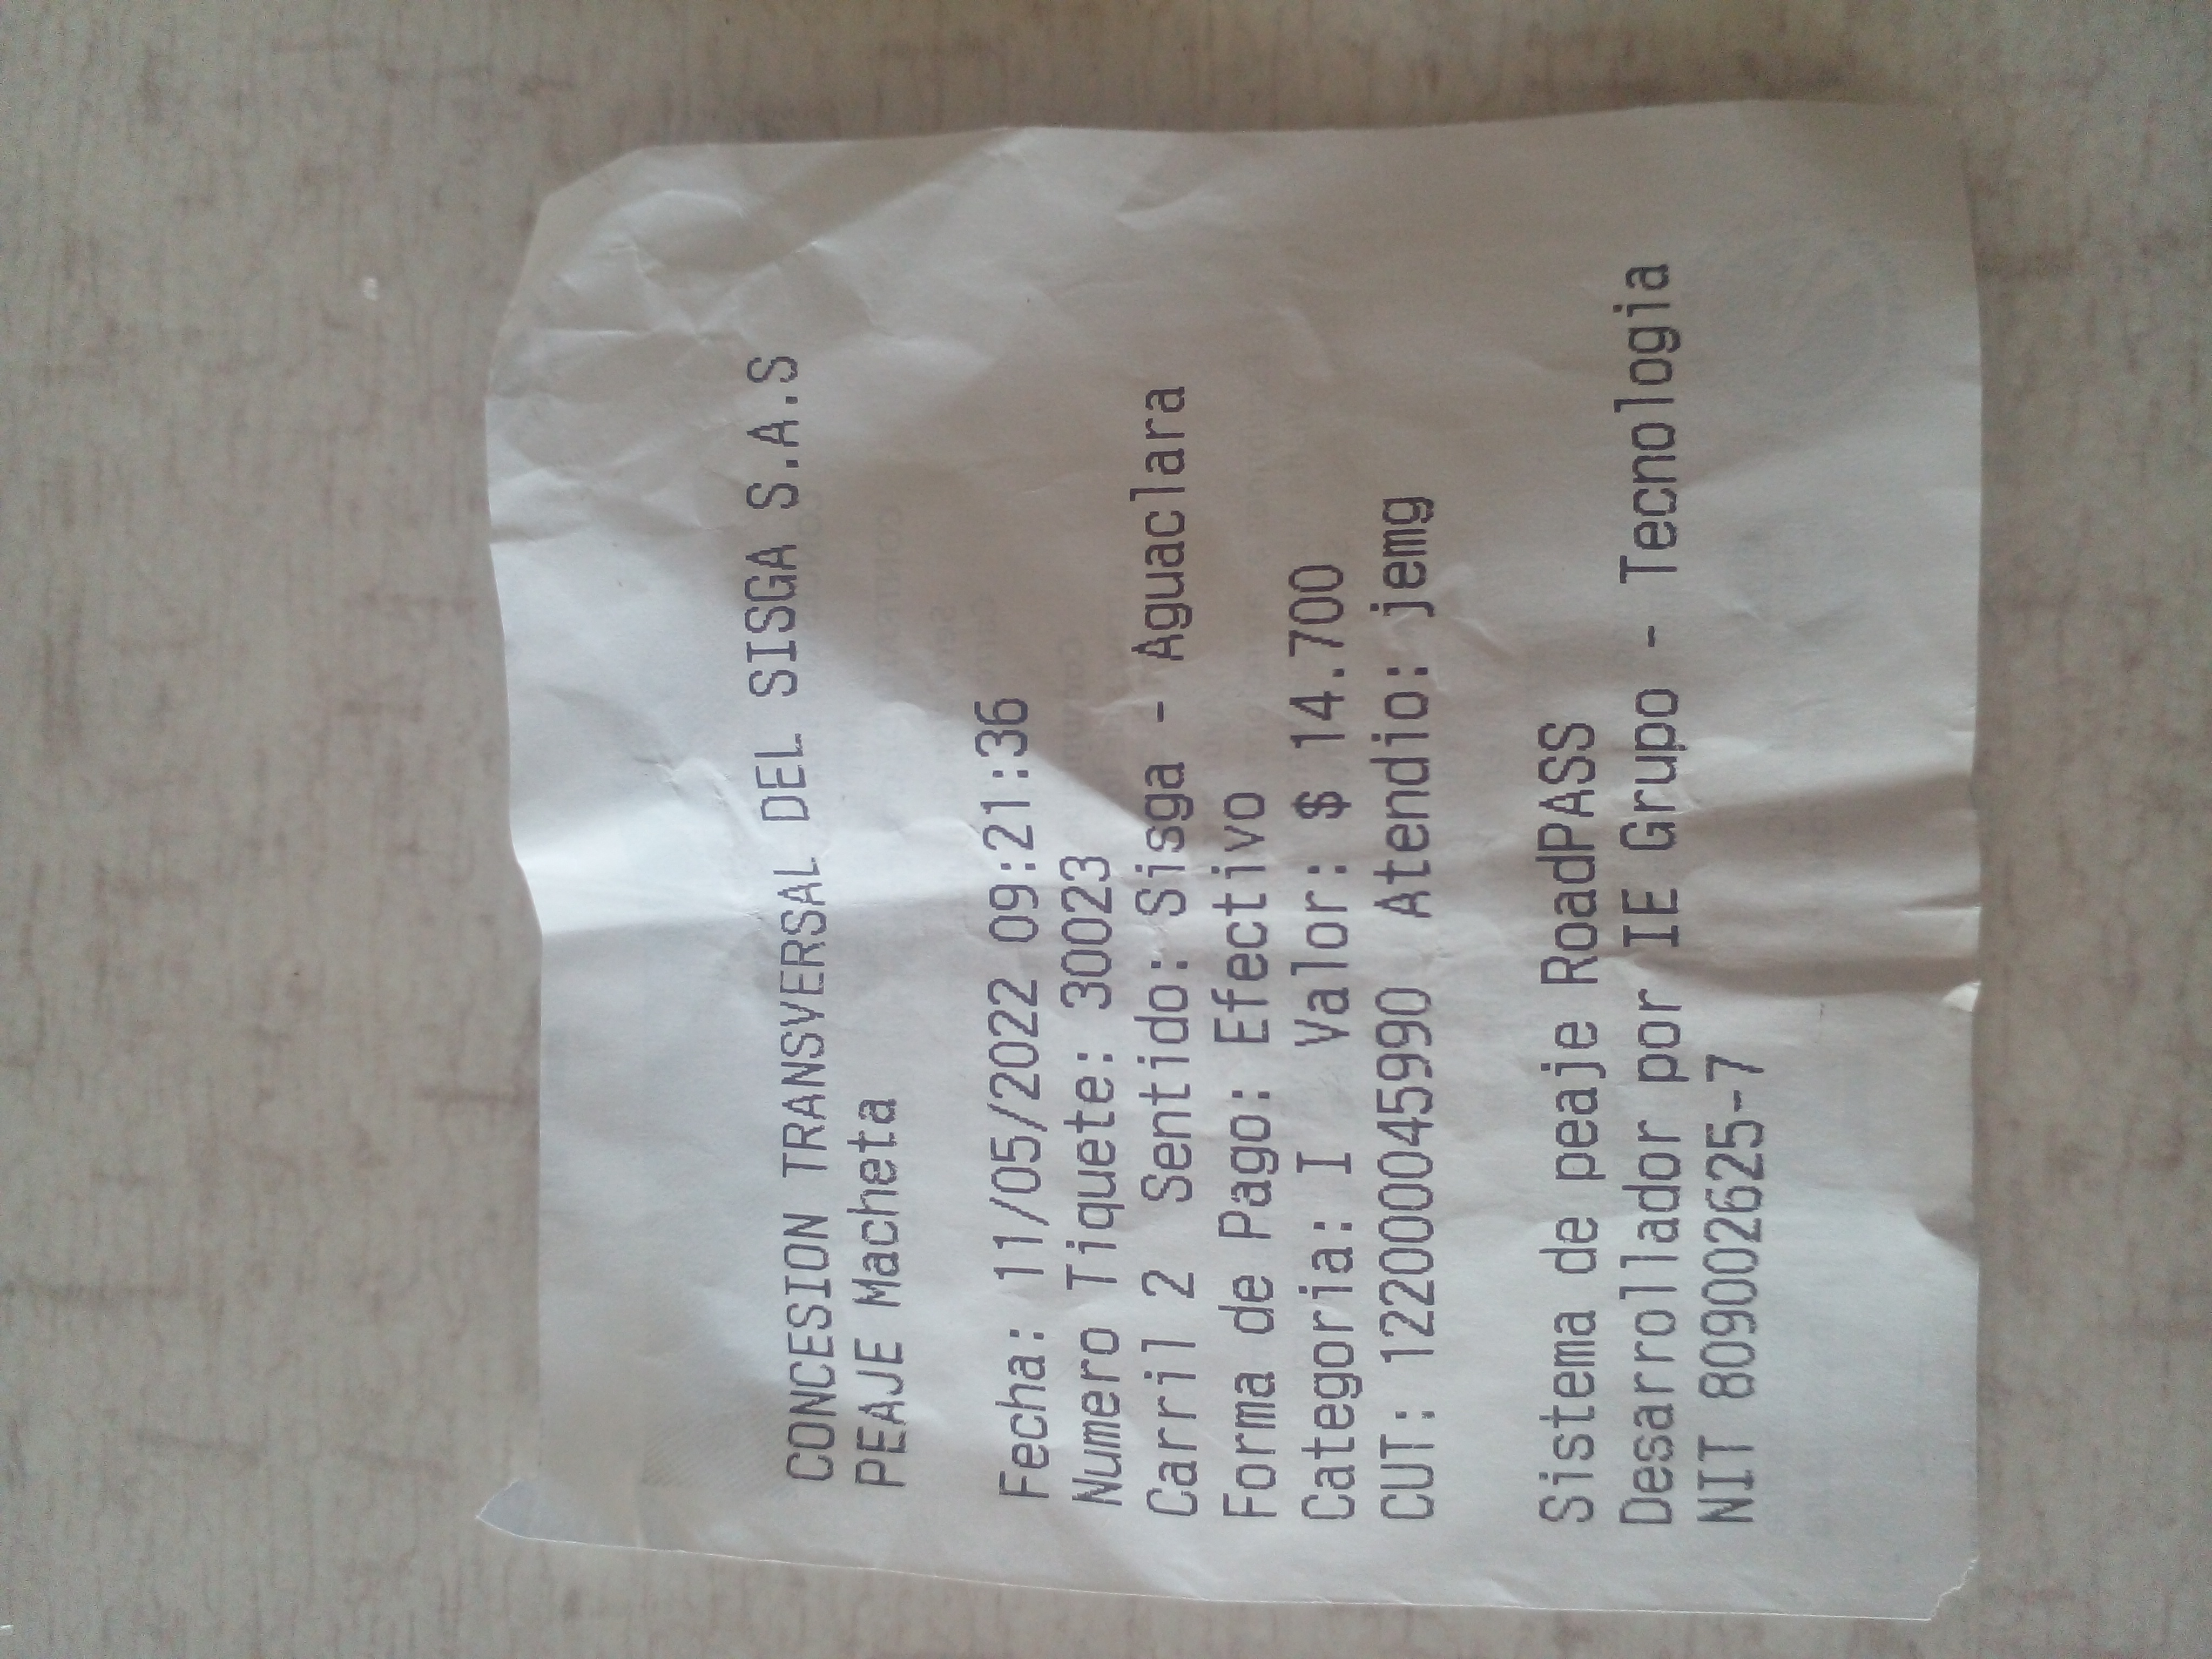 CONCESION TRANSVERSAL DEL SISGA S.A.S
PEAJE Macheta
Fecha: 11/05/2022 09:21:36
Numero Tiquete: 30023
Carril 2 Sentido: Sisga - Aguaclara
Forma de Pago: Efectivo
Categoria: I Valor: $ 14.700
CUT: 1220000045990 Atendio: jemg
Sistema de peaje RoadPASS
Desarrollador por IE Grupo - Tecnologia
NIT 809002625-7